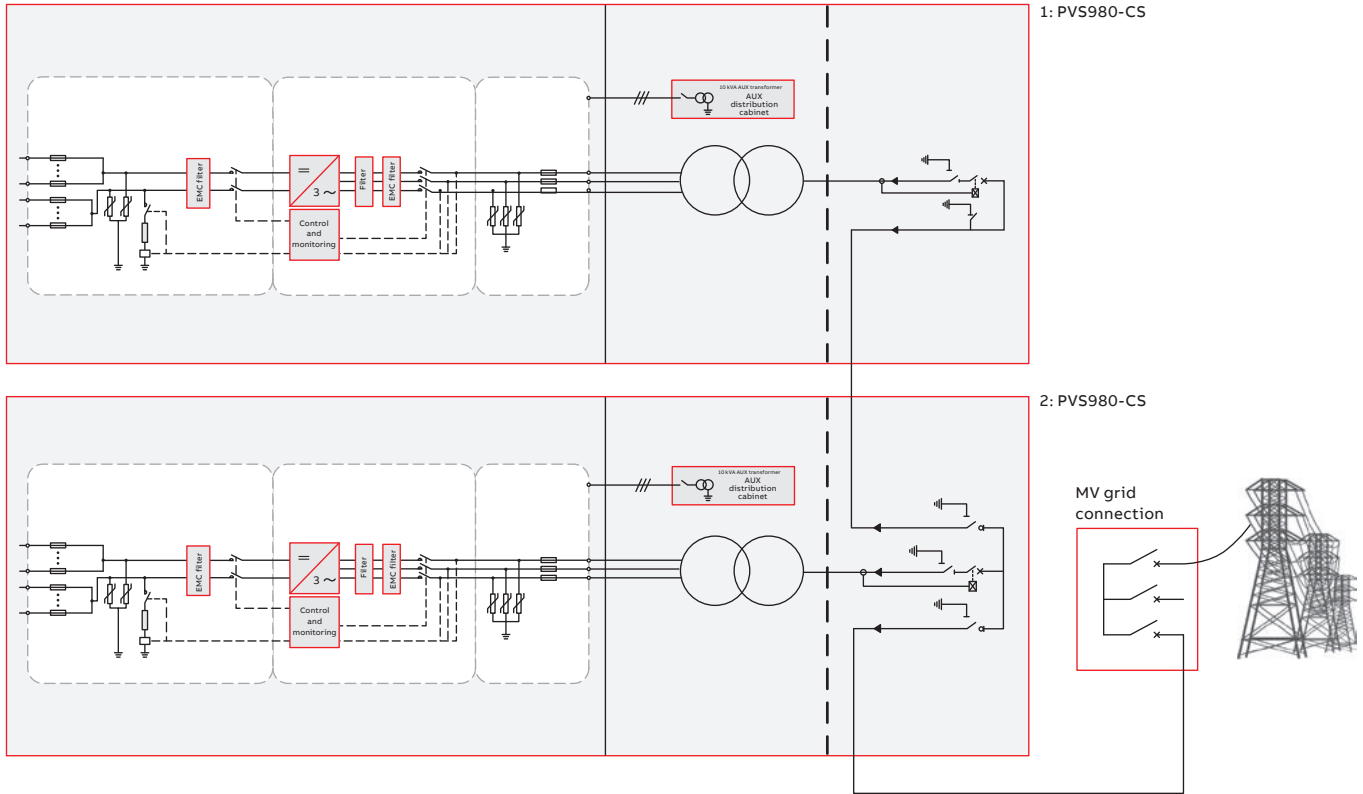 1: PVS980-CS
10 kVA AUX transformer
AUX
distribution
cabinet
EMC filter
=
3 ~
Filter
EMC filter
Control
and
monitoring
2: PVS980-CS
10 kVA AUX transformer
AUX
distribution
cabinet
EMC filter
=
3 ~
Filter
EMC filter
Control
and
monitoring
MV grid
connection